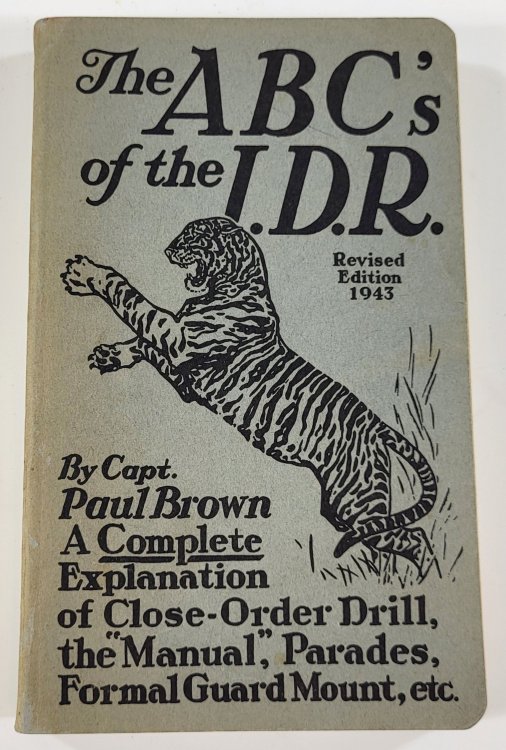 The ABC's
of the I.D.R.
Revised
Edition
1943
By Capt.
Paul Brown
A Complete
Explanation
of Close-Order Drill,
the "Manual", Parades,
Formal Guard Mount, etc.